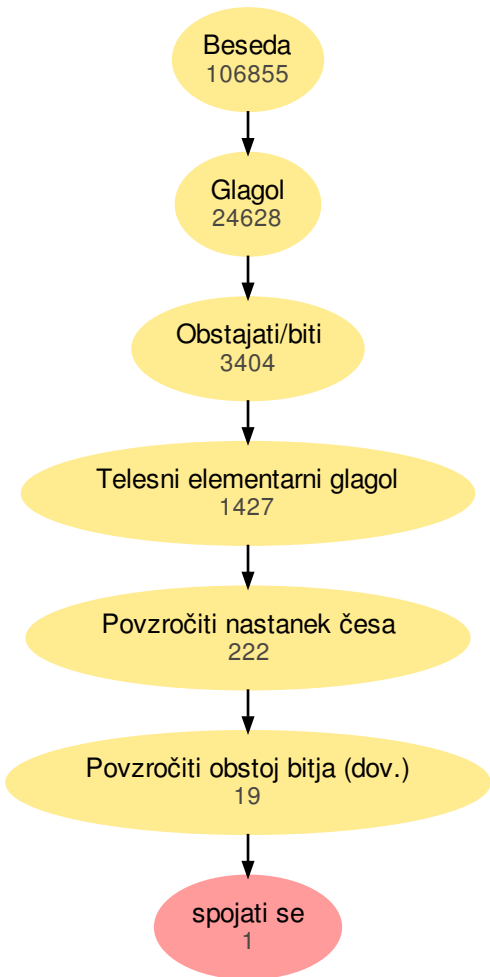 Beseda
106855
Glagol
24628
Obstajati/biti
3404
Telesni elementarni glagol
1427
Povzročiti nastanek česa
222
Povzročiti obstoj bitja (dov.)
19
spojati se
1